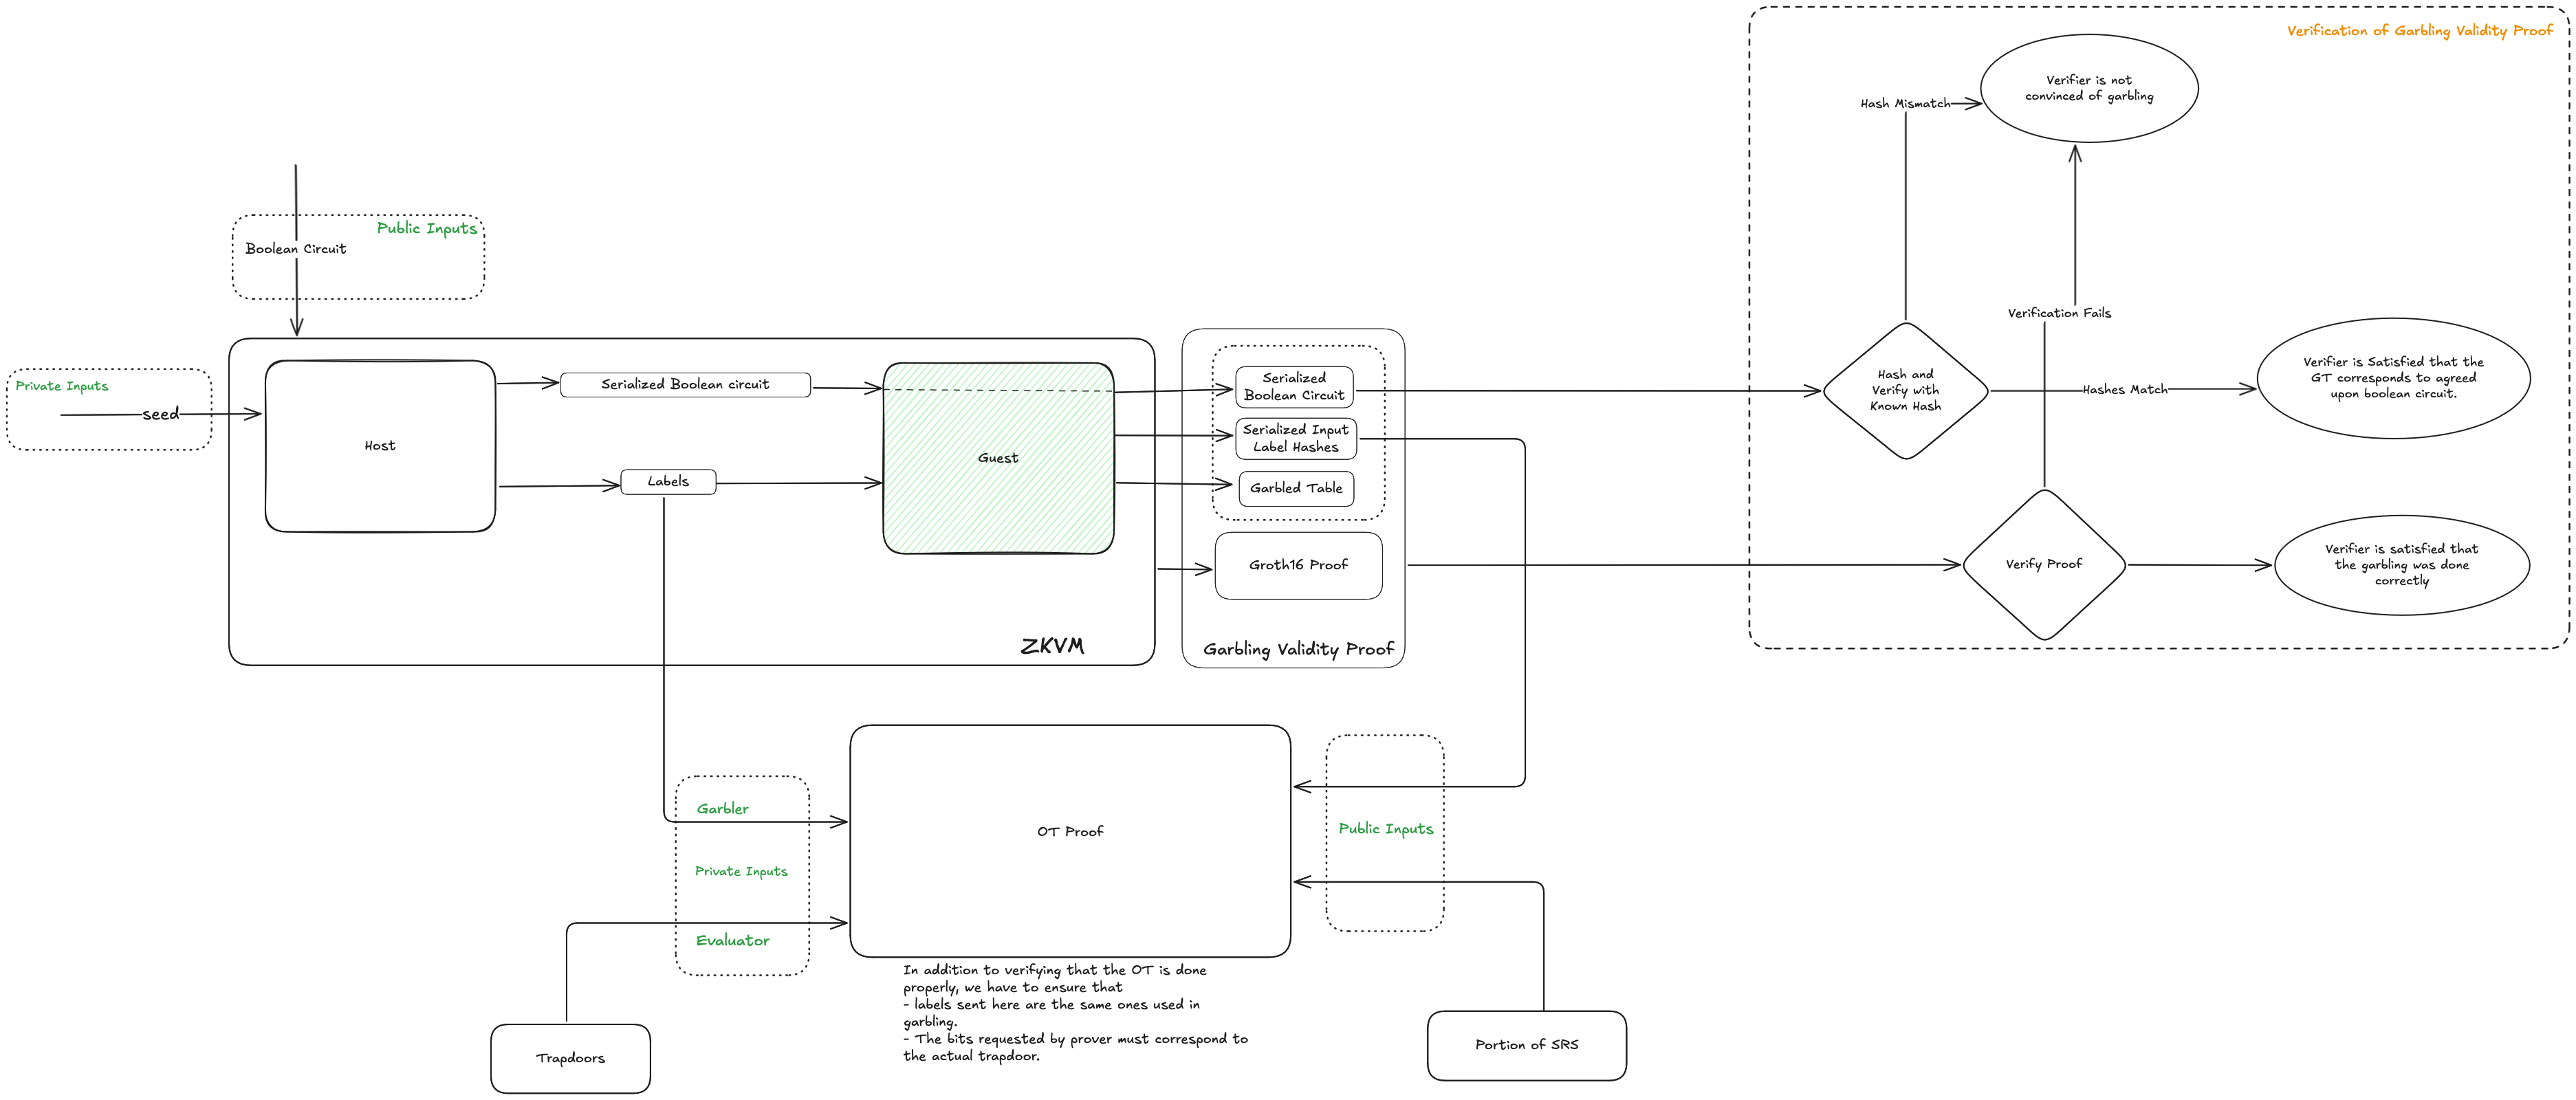 Verification of Garbling Validity Proof
Verifier is not
convinced of garbling
Hash Mismatch
Public Inputs
Boolean Circuit
Verification Fails
Private Inputs
seed
Host
Serialized Boolean circuit
Labels
Guest
Serialized
Boolean Circuit
Serialized Input
Label Hashes
Garbled Table
Groth16 Proof
Garbling Validity Proof
ZKVM
Hash and
Verify with
Known Hash
Hashes Match
Verifier is Satisfied that the
GT corresponds to agreed
upon boolean circuit.
Verify Proof
Verifier is satisfied that
the garbling was done
correctly
Garbler
Private Inputs
Evaluator
OT Proof
Public Inputs
In addition to verifying that the OT is done
properly, we have to ensure that
- labels sent here are the same ones used in
garbling.
- The bits requested by prover must correspond to
the actual trapdoor.
Trapdoors
Portion of SRS